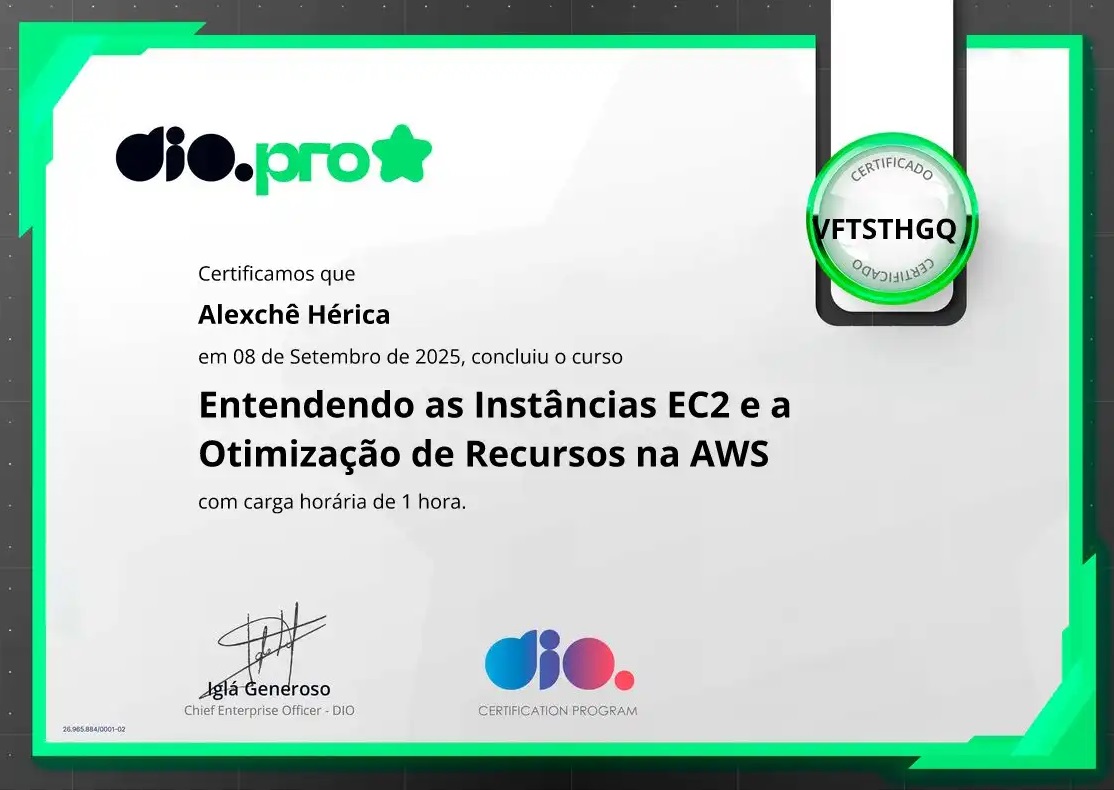 dio.pro
CERTIFICADO
VFTSTHGQ
CERTIFICADO
Certificamos que
Alexchê Hérica
em 08 de Setembro de 2025, concluiu o curso
Entendendo as Instâncias EC2 e a
Otimização de Recursos na AWS
com carga horária de 1 hora.
Iglá Generoso
Chief Enterprise Officer - DIO
dio.
CERTIFICATION PROGRAM
26.965.884/0001-02